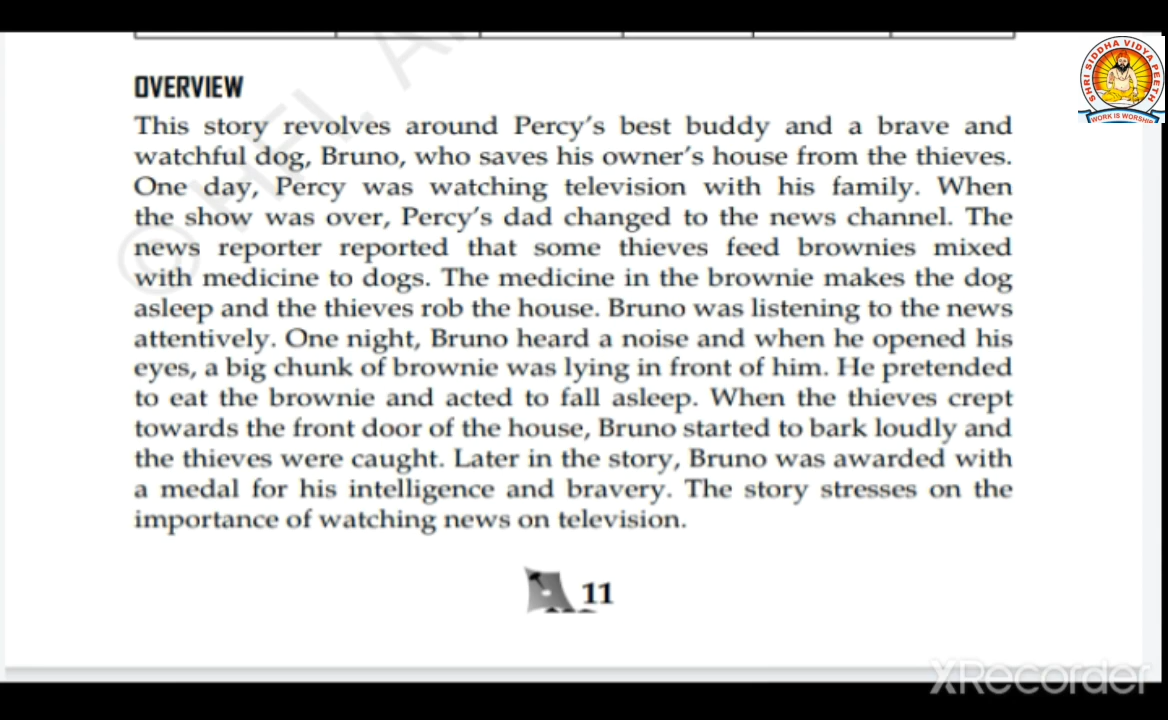 SHRI SIDDHA VIDYA PEETH
WORK IS WORSHIP
OVERVIEW
This story revolves around Percy's best buddy and a brave and
watchful dog, Bruno, who saves his owner's house from the thieves.
One day, Percy was watching television with his family. When
the show was over, Percy's dad changed to the news channel. The
news reporter reported that some thieves feed brownies mixed
with medicine to dogs. The medicine in the brownie makes the dog
asleep and the thieves rob the house. Bruno was listening to the news
attentively. One night, Bruno heard a noise and when he opened his
eyes, a big chunk of brownie was lying in front of him. He pretended
to eat the brownie and acted to fall asleep. When the thieves crept
towards the front door of the house, Bruno started to bark loudly and
the thieves were caught. Later in the story, Bruno was awarded with
a medal for his intelligence and bravery. The story stresses on the
importance of watching news on television.
11
XRecorder